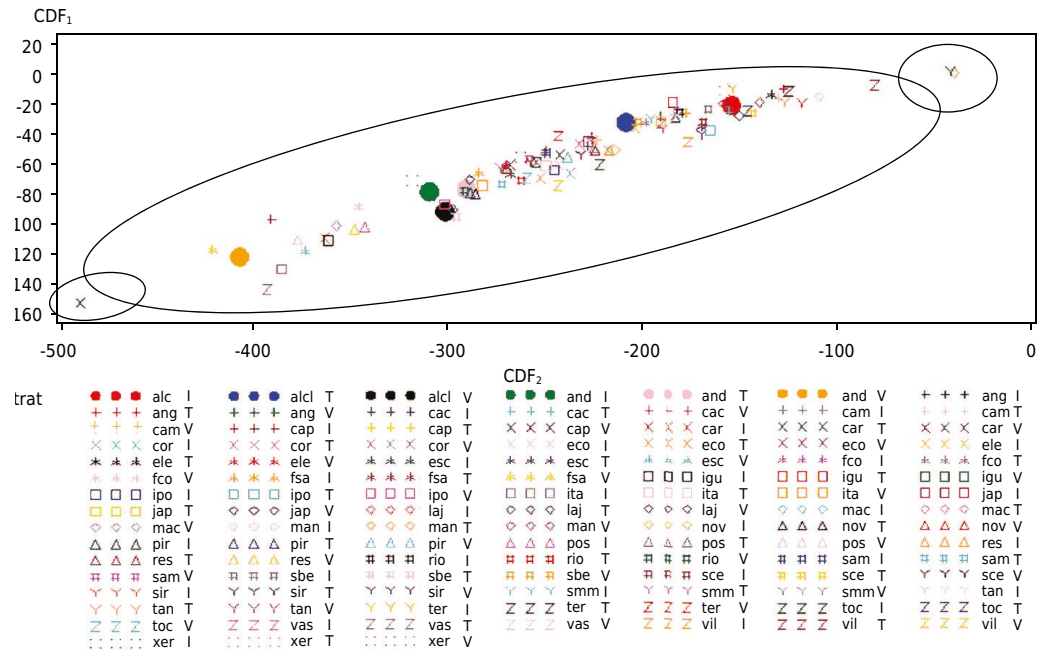 CDF1
20
0
-20
-40
-60
-80
100
120
140
160
-500 -400 -300 -200 -100 0
CDF2
trat
alc I alcl T alcl V and I and T and V ang I
ang T ang V cac I cac T cac V cam I cam T
cam V cap I cap T cap V car I car T car V
cor I cor T cor V eco I eco T eco V ele I
ele T ele V esc I esc T esc V fco I fco T
fco V fsa I fsa T fsa V igu I igu T igu V
ipo I ipo T ipo V ita I ita T ita V jap I
jap T jap V laj I laj T laj V mac I mac T
mac V man I man T man V nov I nov T nov V
pir I pir T pir V pos I pos T pos V res I
res T res V rio I rio T rio V sam I sam T
sam V sbe I sbe T sbe V sce I sce T sce V
sir I sir T sir V smm I smm T smm V tan I
tan T tan V ter I ter T ter V toc I toc T
toc V vas I vas T vas V vil I vil T vil V
xer I xer T xer V